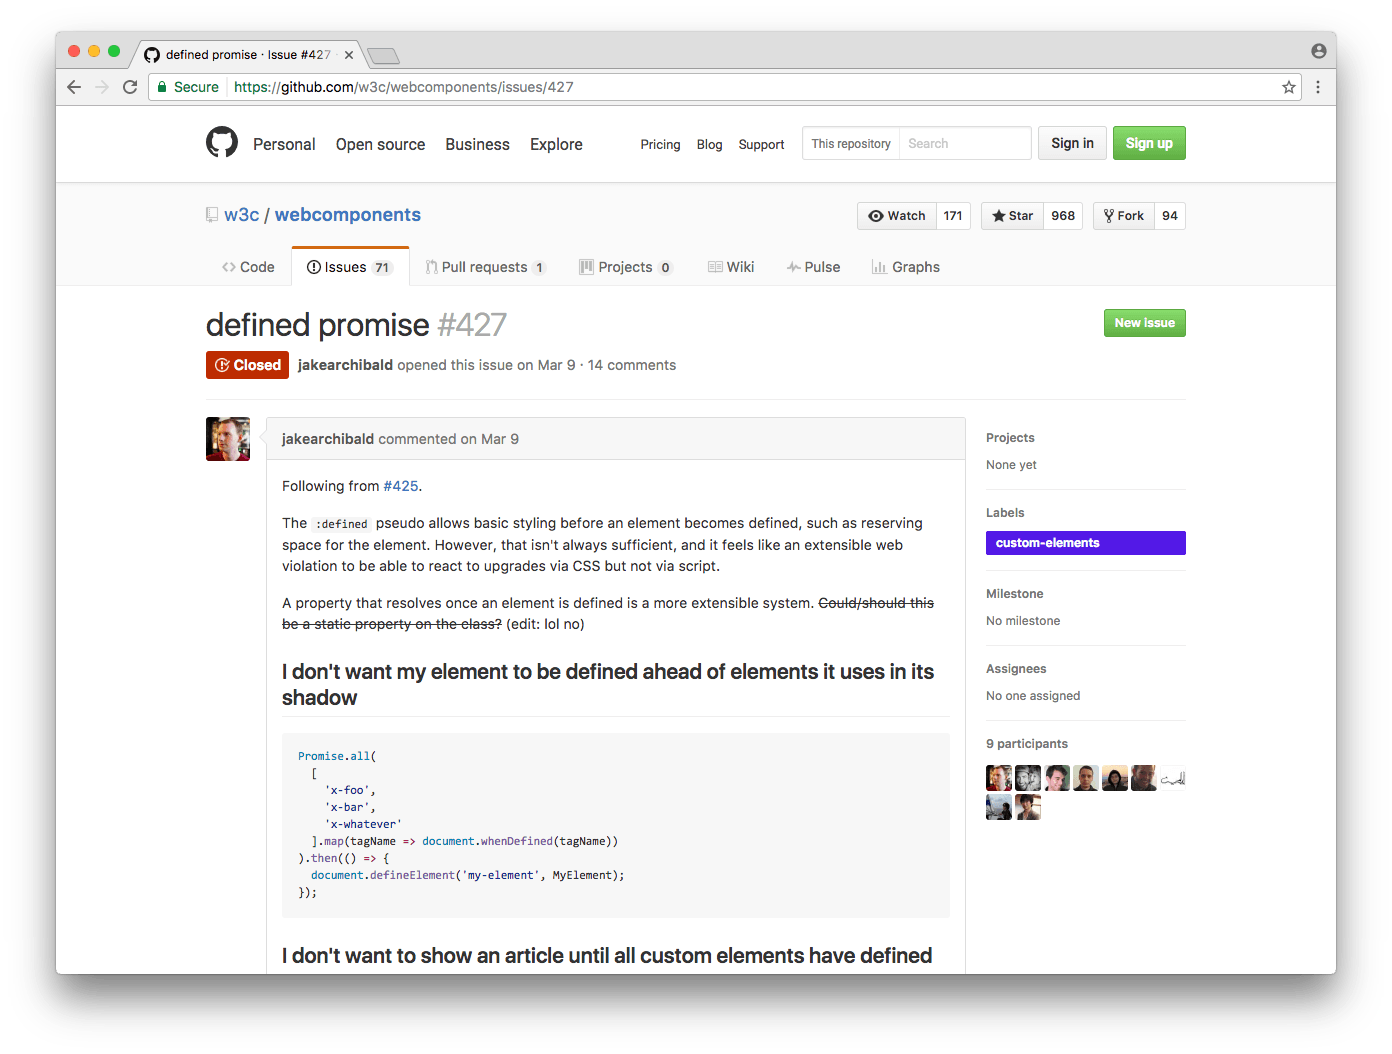 defined promise · Issue #427
Secure https://github.com/w3c/webcomponents/issues/427
Personal Open source Business Explore Pricing Blog Support This repository Search Sign in Sign up
w3c / webcomponents Watch 171 Star 968 Fork 94
Code Issues 71 Pull requests 1 Projects 0 Wiki Pulse Graphs
defined promise #427 New issue
Closed jakearchibald opened this issue on Mar 9 · 14 comments
jakearchibald commented on Mar 9
Following from #425.
The :defined pseudo allows basic styling before an element becomes defined, such as reserving
space for the element. However, that isn't always sufficient, and it feels like an extensible web
violation to be able to react to upgrades via CSS but not via script.
A property that resolves once an element is defined is a more extensible system. Could/should this
be a static property on the class? (edit: lol no)
I don't want my element to be defined ahead of elements it uses in its
shadow
Promise.all(
[
'x-foo',
'x-bar',
'x-whatever'
].map(tagName => document.whenDefined(tagName))
).then(() => {
document.defineElement('my-element', MyElement);
});
I don't want to show an article until all custom elements have defined
Projects
None yet
Labels
custom-elements
Milestone
No milestone
Assignees
No one assigned
9 participants